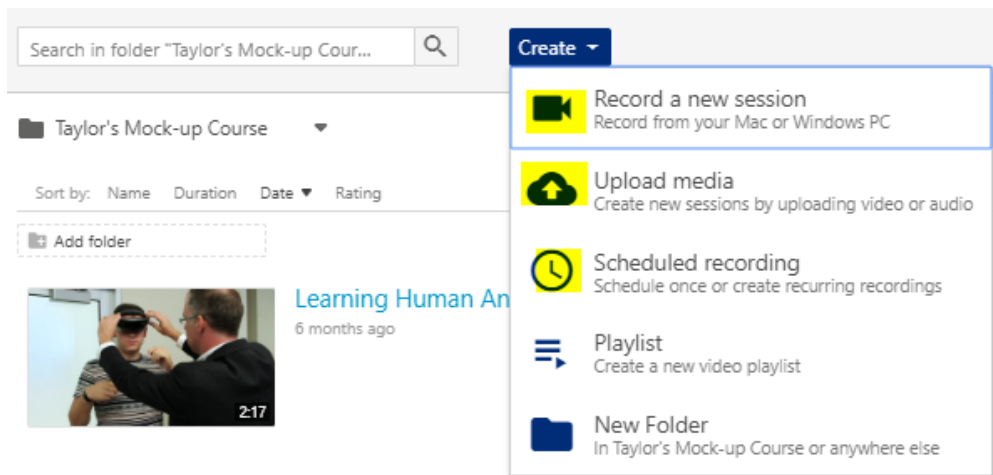 Search in folder "Taylor's Mock-up Cour...
Create
Record a new session
Record from your Mac or Windows PC
Taylor's Mock-up Course
Upload media
Create new sessions by uploading video or audio
Sort by: Name Duration Date ▼ Rating
Add folder
Scheduled recording
Schedule once or create recurring recordings
Learning Human An
6 months ago
2:17
Playlist
Create a new video playlist
New Folder
In Taylor's Mock-up Course or anywhere else